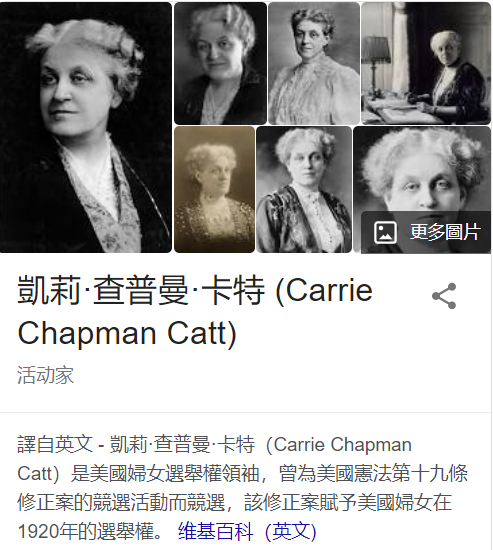 更多圖片
凱莉·查普曼·卡特 (Carrie
Chapman Catt)
活动家
譯自英文 - 凱莉·查普曼·卡特（Carrie Chapman
Catt）是美國婦女選舉權領袖，曾為美國憲法第十九條
修正案的競選活動而競選，該修正案賦予美國婦女在
1920年的選舉權。 维基百科（英文)